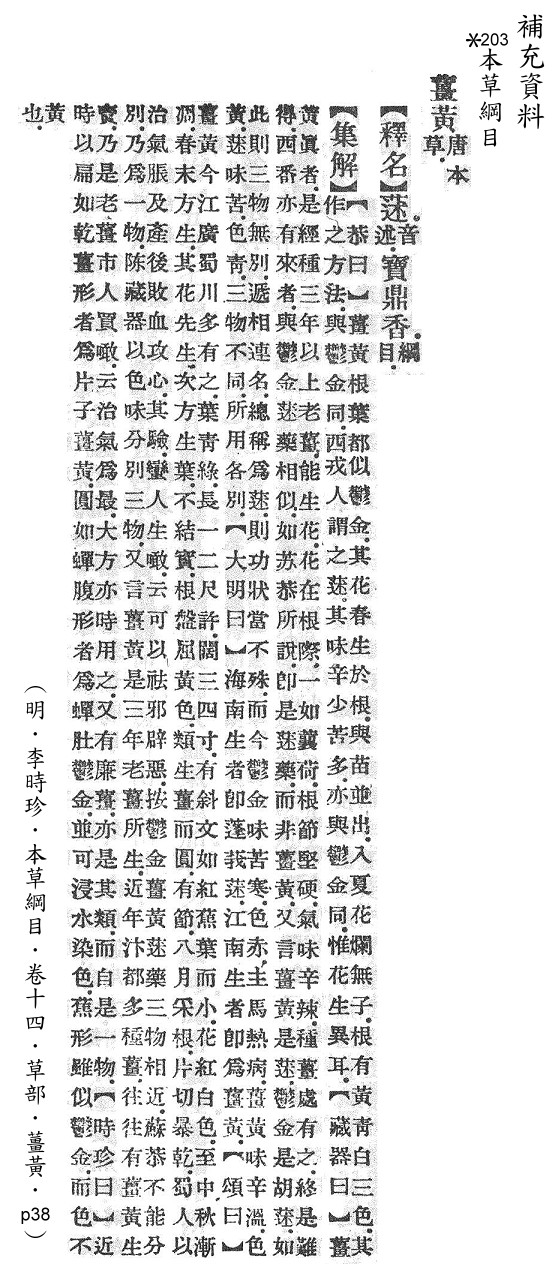 補充資料
*203本草綱目
薑黃唐本草.
【釋名】蒁音述.寶鼎香.綱目.
【集解】【恭曰】薑黃根葉都似鬱金.其花春生於根.與苗並出.入夏花爛無子.根有黃青白三色.其
作之方法.與鬱金同.西戎人謂之蒁.其味辛少苦多.亦與鬱金同.惟花生異耳.【藏器曰】薑
黃眞者.是經種三年以上老薑.能生花.花在根際.一如蘘荷.根節堅硬.氣味辛辣.種薑處有之.終是難
得.西番亦有來者.與鬱金蒁藥相似.如苏恭所說.卽是蒁藥.而非薑黃.又言薑黃是蒁.鬱金是胡蒁.如
此則三物無別.遞相連名.總稱爲蒁.則功狀當不殊.而今鬱金味苦寒.色赤.主馬熱病.薑黃味辛溫.色
黃.蒁味苦.色青.三物不同.所用各別.【大明曰】海南生者卽蓬莪蒁.江南生者卽爲薑黃.【頌曰】
薑黃今江廣蜀川多有之.葉青綠.長一二尺許.闊三四寸.有斜文如紅蕉葉而小.花紅白色.至中秋漸
凋.春末方生.其花先生.次方生葉.不結實.根盤屈黃色.類生薑而圓.有節.八月采根.片切暴乾.蜀人以
治氣脹及產後敗血攻心.甚驗.蠻人生噉.云可以祛邪辟惡.按鬱金薑黃蒁藥三物相近.蘇恭不能分
別.乃爲一物.陳藏器以色味分別三物.又言薑黃是三年老薑所生.近年汴都多種薑.往往有薑黃生
賣.乃是老薑.市人買噉.云治氣爲最.大方亦時用之.又有廉薑.亦是其類.而自是一物.【時珍曰】近
時以扁如乾薑形者.爲片子薑黃.圓如蟬腹形者.爲蟬肚鬱金.並可浸水染色.蕉形雖似鬱金.而色不
黃也.
（明．李時珍．本草綱目．卷十四．草部．薑黃．p38）